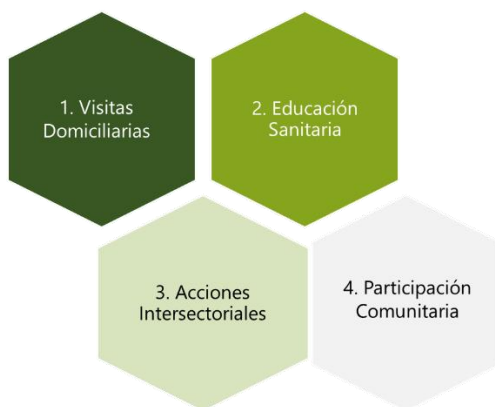 1. Visitas
Domiciliarias
2. Educación
Sanitaria
3. Acciones
Intersectoriales
4. Participación
Comunitaria